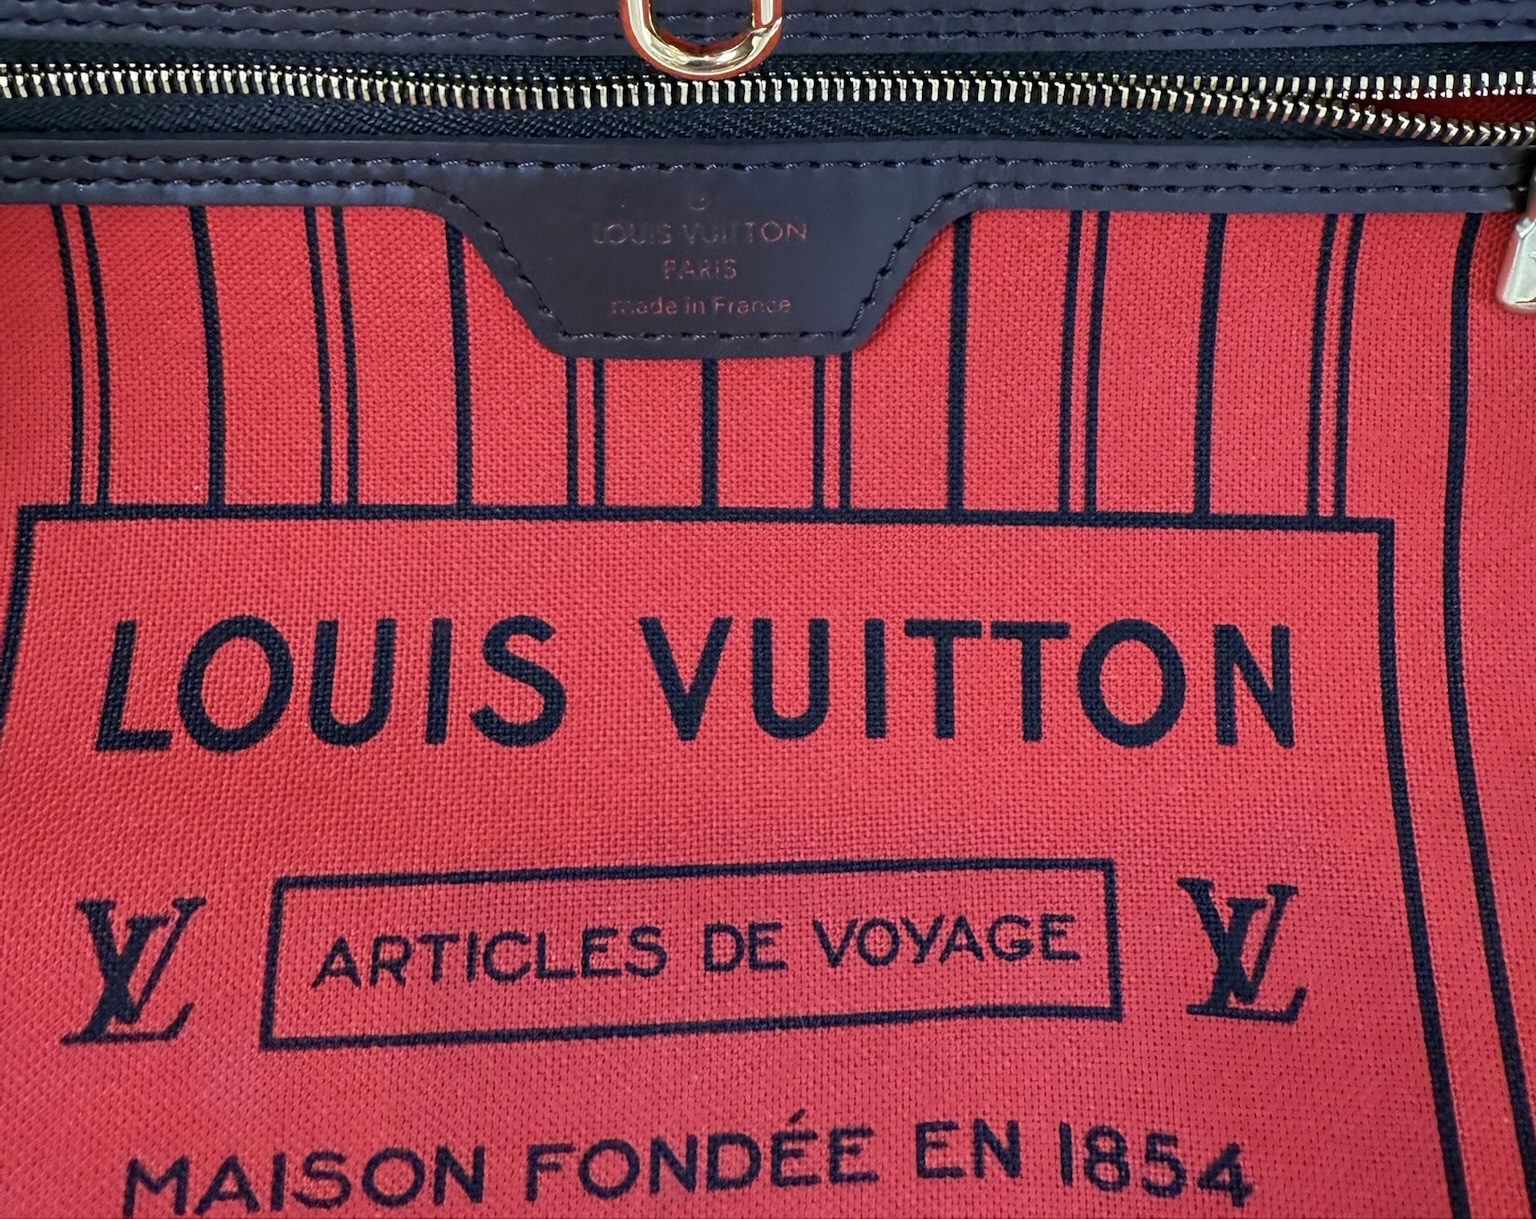 LOUIS VUITTON
PARIS
made in France
LOUIS VUITTON
LV ARTICLES DE VOYAGE LV
MAISON FONDÉE EN 1854